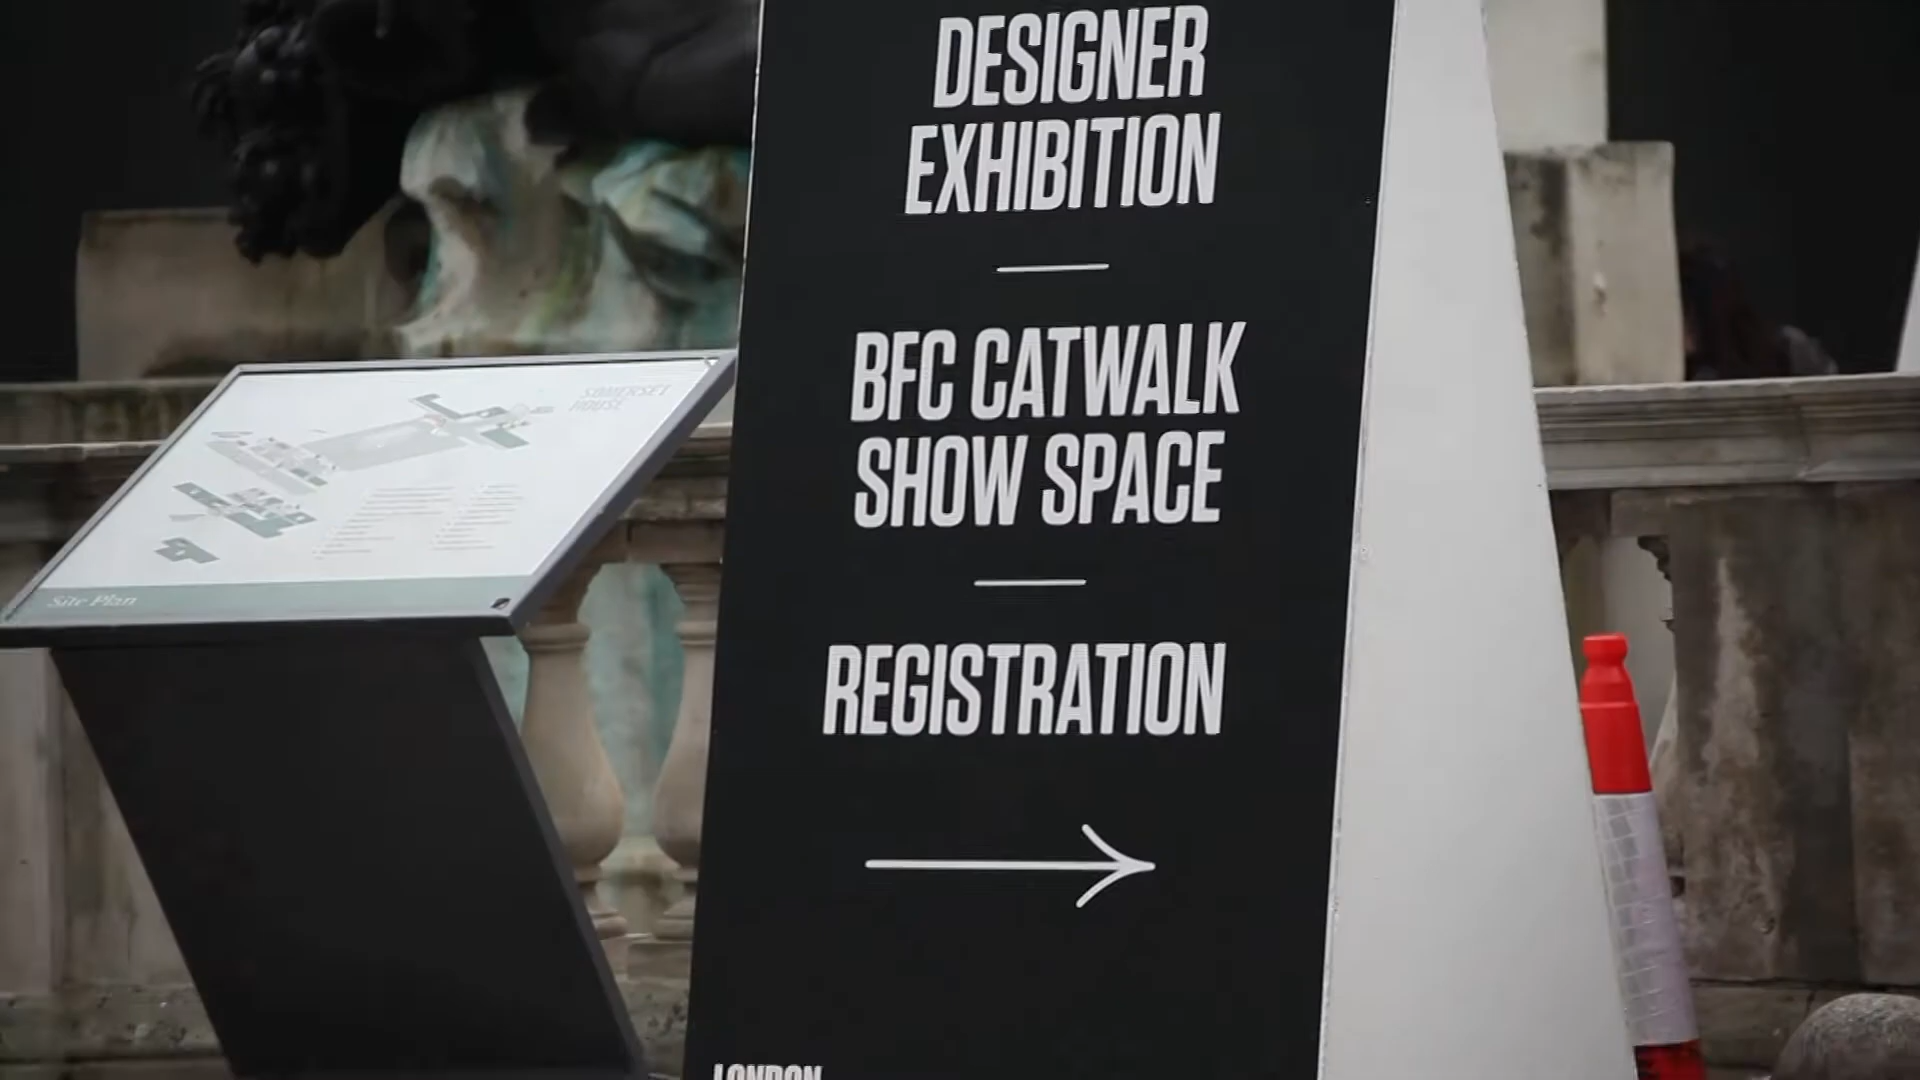 DESIGNER
EXHIBITION
BFC CATWALK
SHOW SPACE
REGISTRATION
LONDON
SOMERSET
HOUSE
Site Plan